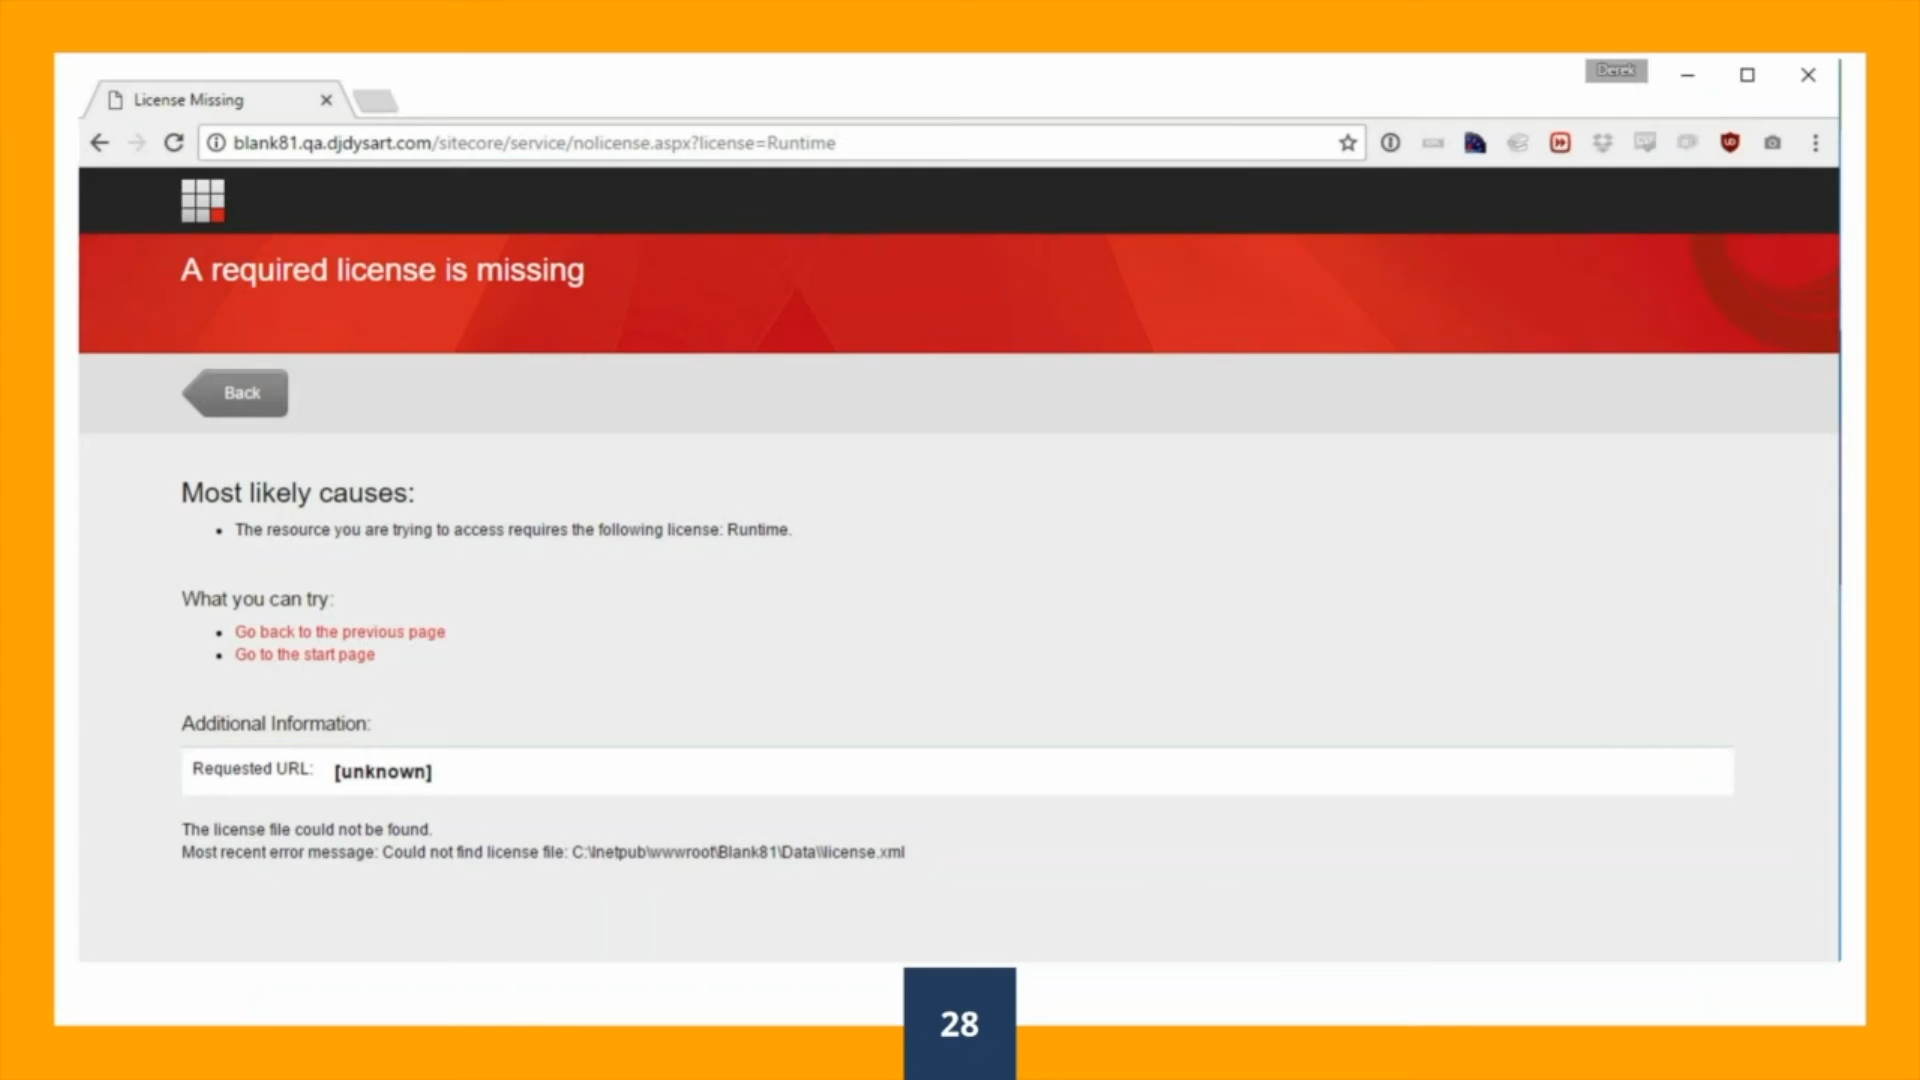 Derek
License Missing
blank81.qa.djdysart.com/sitecore/service/nolicense.aspx?license=Runtime
A required license is missing
Back
Most likely causes:
• The resource you are trying to access requires the following license: Runtime.
What you can try:
• Go back to the previous page
• Go to the start page
Additional Information:
Requested URL: [unknown]
The license file could not be found.
Most recent error message: Could not find license file: C:\Inetpub\wwwroot\Blank81\Data\\license.xml
28